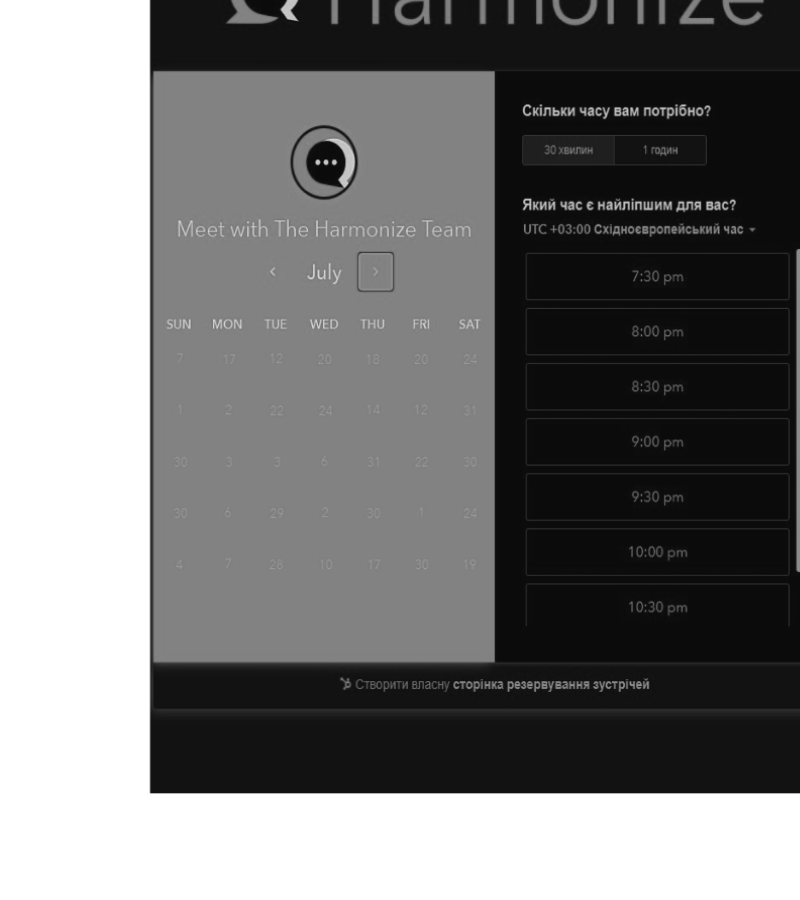 Harmonize
Meet with The Harmonize Team
July
SUN MON TUE WED THU FRI SAT
7 17 12 20 18 20 24
1 2 22 24 14 12 31
30 3 3 6 31 22 30
30 6 29 2 30 1 24
4 7 28 10 17 30 19
Скільки часу вам потрібно?
30 хвилин 1 годин
Який час є найліпшим для вас?
UTC +03:00 Східноєвропейський час
7:30 pm
8:00 pm
8:30 pm
9:00 pm
9:30 pm
10:00 pm
10:30 pm
Створити власну сторінка резервування зустрічей